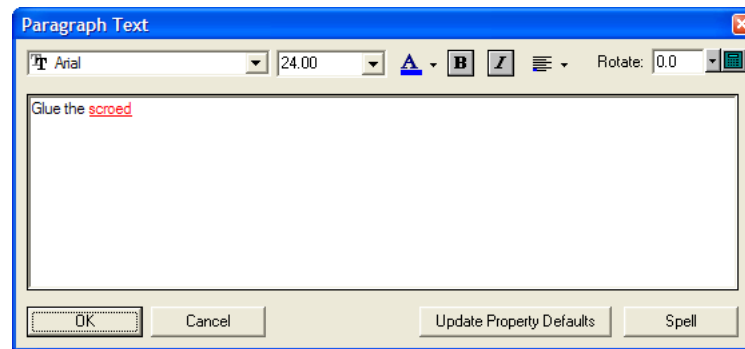 Paragraph Text
Arial 24.00 A B I Rotate: 0.0
Glue the scroed
OK Cancel Update Property Defaults Spell